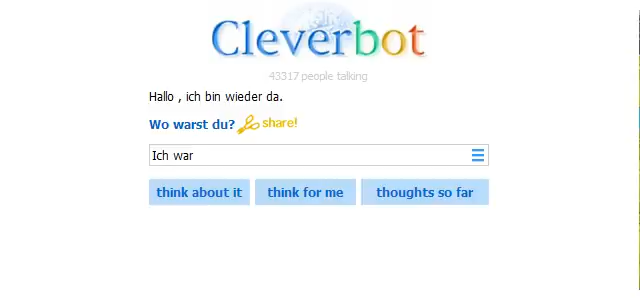 Cleverbot
43317 people talking
Hallo , ich bin wieder da.
Wo warst du? share!
Ich war
think about it think for me thoughts so far